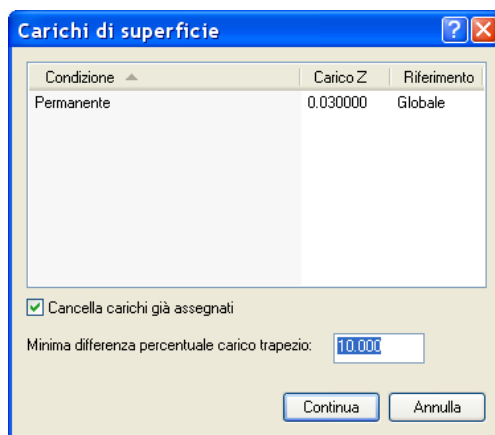 Carichi di superficie
Condizione Carico Z Riferimento
Permanente 0.030000 Globale
Cancella carichi già assegnati
Minima differenza percentuale carico trapezio: 10.000
Continua Annulla